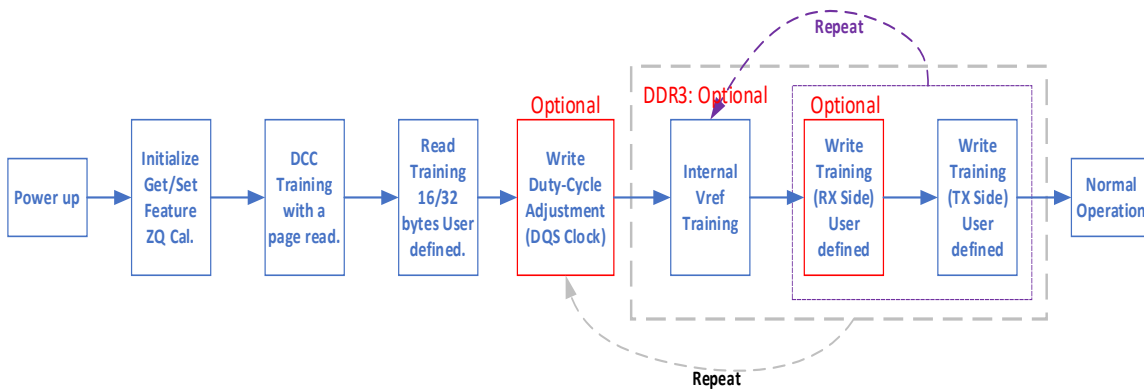 Repeat
Optional
DDR3: Optional
Power up
Initialize
Get/Set
Feature
ZQ Cal.
DCC
Training
with a
page read.
Read
Training
16/32
bytes User
defined.
Write
Duty-Cycle
Adjustment
(DQS Clock)
Internal
Vref
Training
Optional
Write
Training
(RX Side)
User
defined
Write
Training
(TX Side)
User
defined
Normal
Operation
Repeat